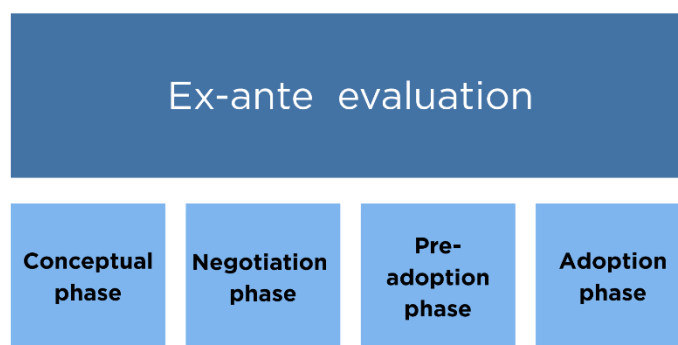 Ex-ante evaluation
Conceptual
phase
Negotiation
phase
Pre-
adoption
phase
Adoption
phase